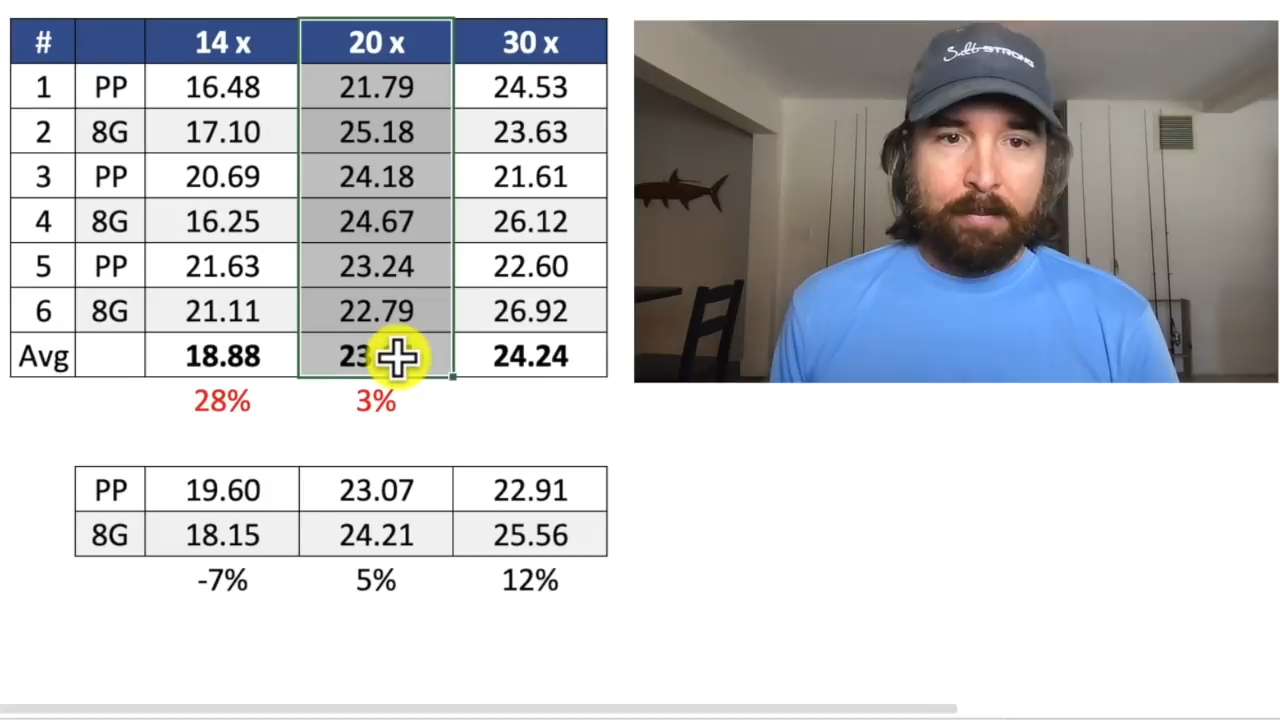 # 14 x 20 x 30 x
1 PP 16.48 21.79 24.53
2 8G 17.10 25.18 23.63
3 PP 20.69 24.18 21.61
4 8G 16.25 24.67 26.12
5 PP 21.63 23.24 22.60
6 8G 21.11 22.79 26.92
Avg 18.88 23 24.24
28% 3%
PP 19.60 23.07 22.91
8G 18.15 24.21 25.56
-7% 5% 12%
Salt STRONG